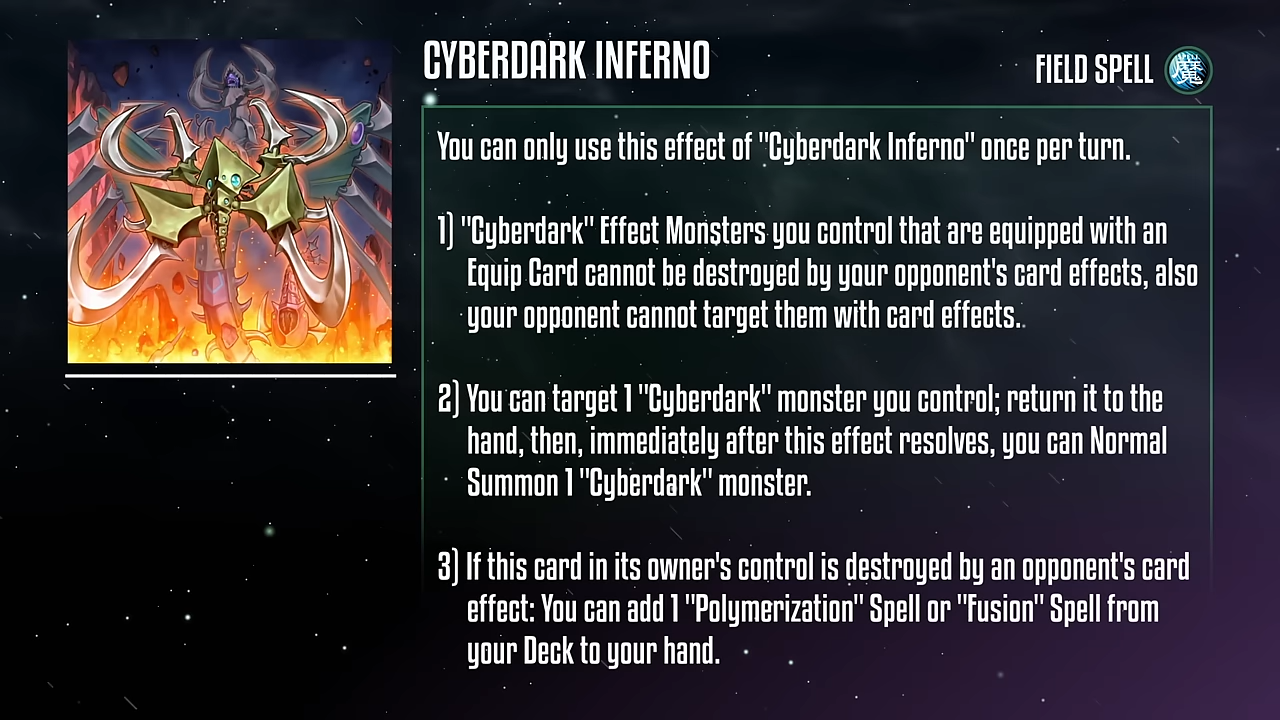 CYBERDARK INFERNO
FIELD SPELL 魔
You can only use this effect of "Cyberdark Inferno" once per turn.
1) "Cyberdark" Effect Monsters you control that are equipped with an
Equip Card cannot be destroyed by your opponent's card effects, also
your opponent cannot target them with card effects.
2) You can target 1 "Cyberdark" monster you control; return it to the
hand, then, immediately after this effect resolves, you can Normal
Summon 1 "Cyberdark" monster.
3) If this card in its owner's control is destroyed by an opponent's card
effect: You can add 1 "Polymerization" Spell or "Fusion" Spell from
your Deck to your hand.